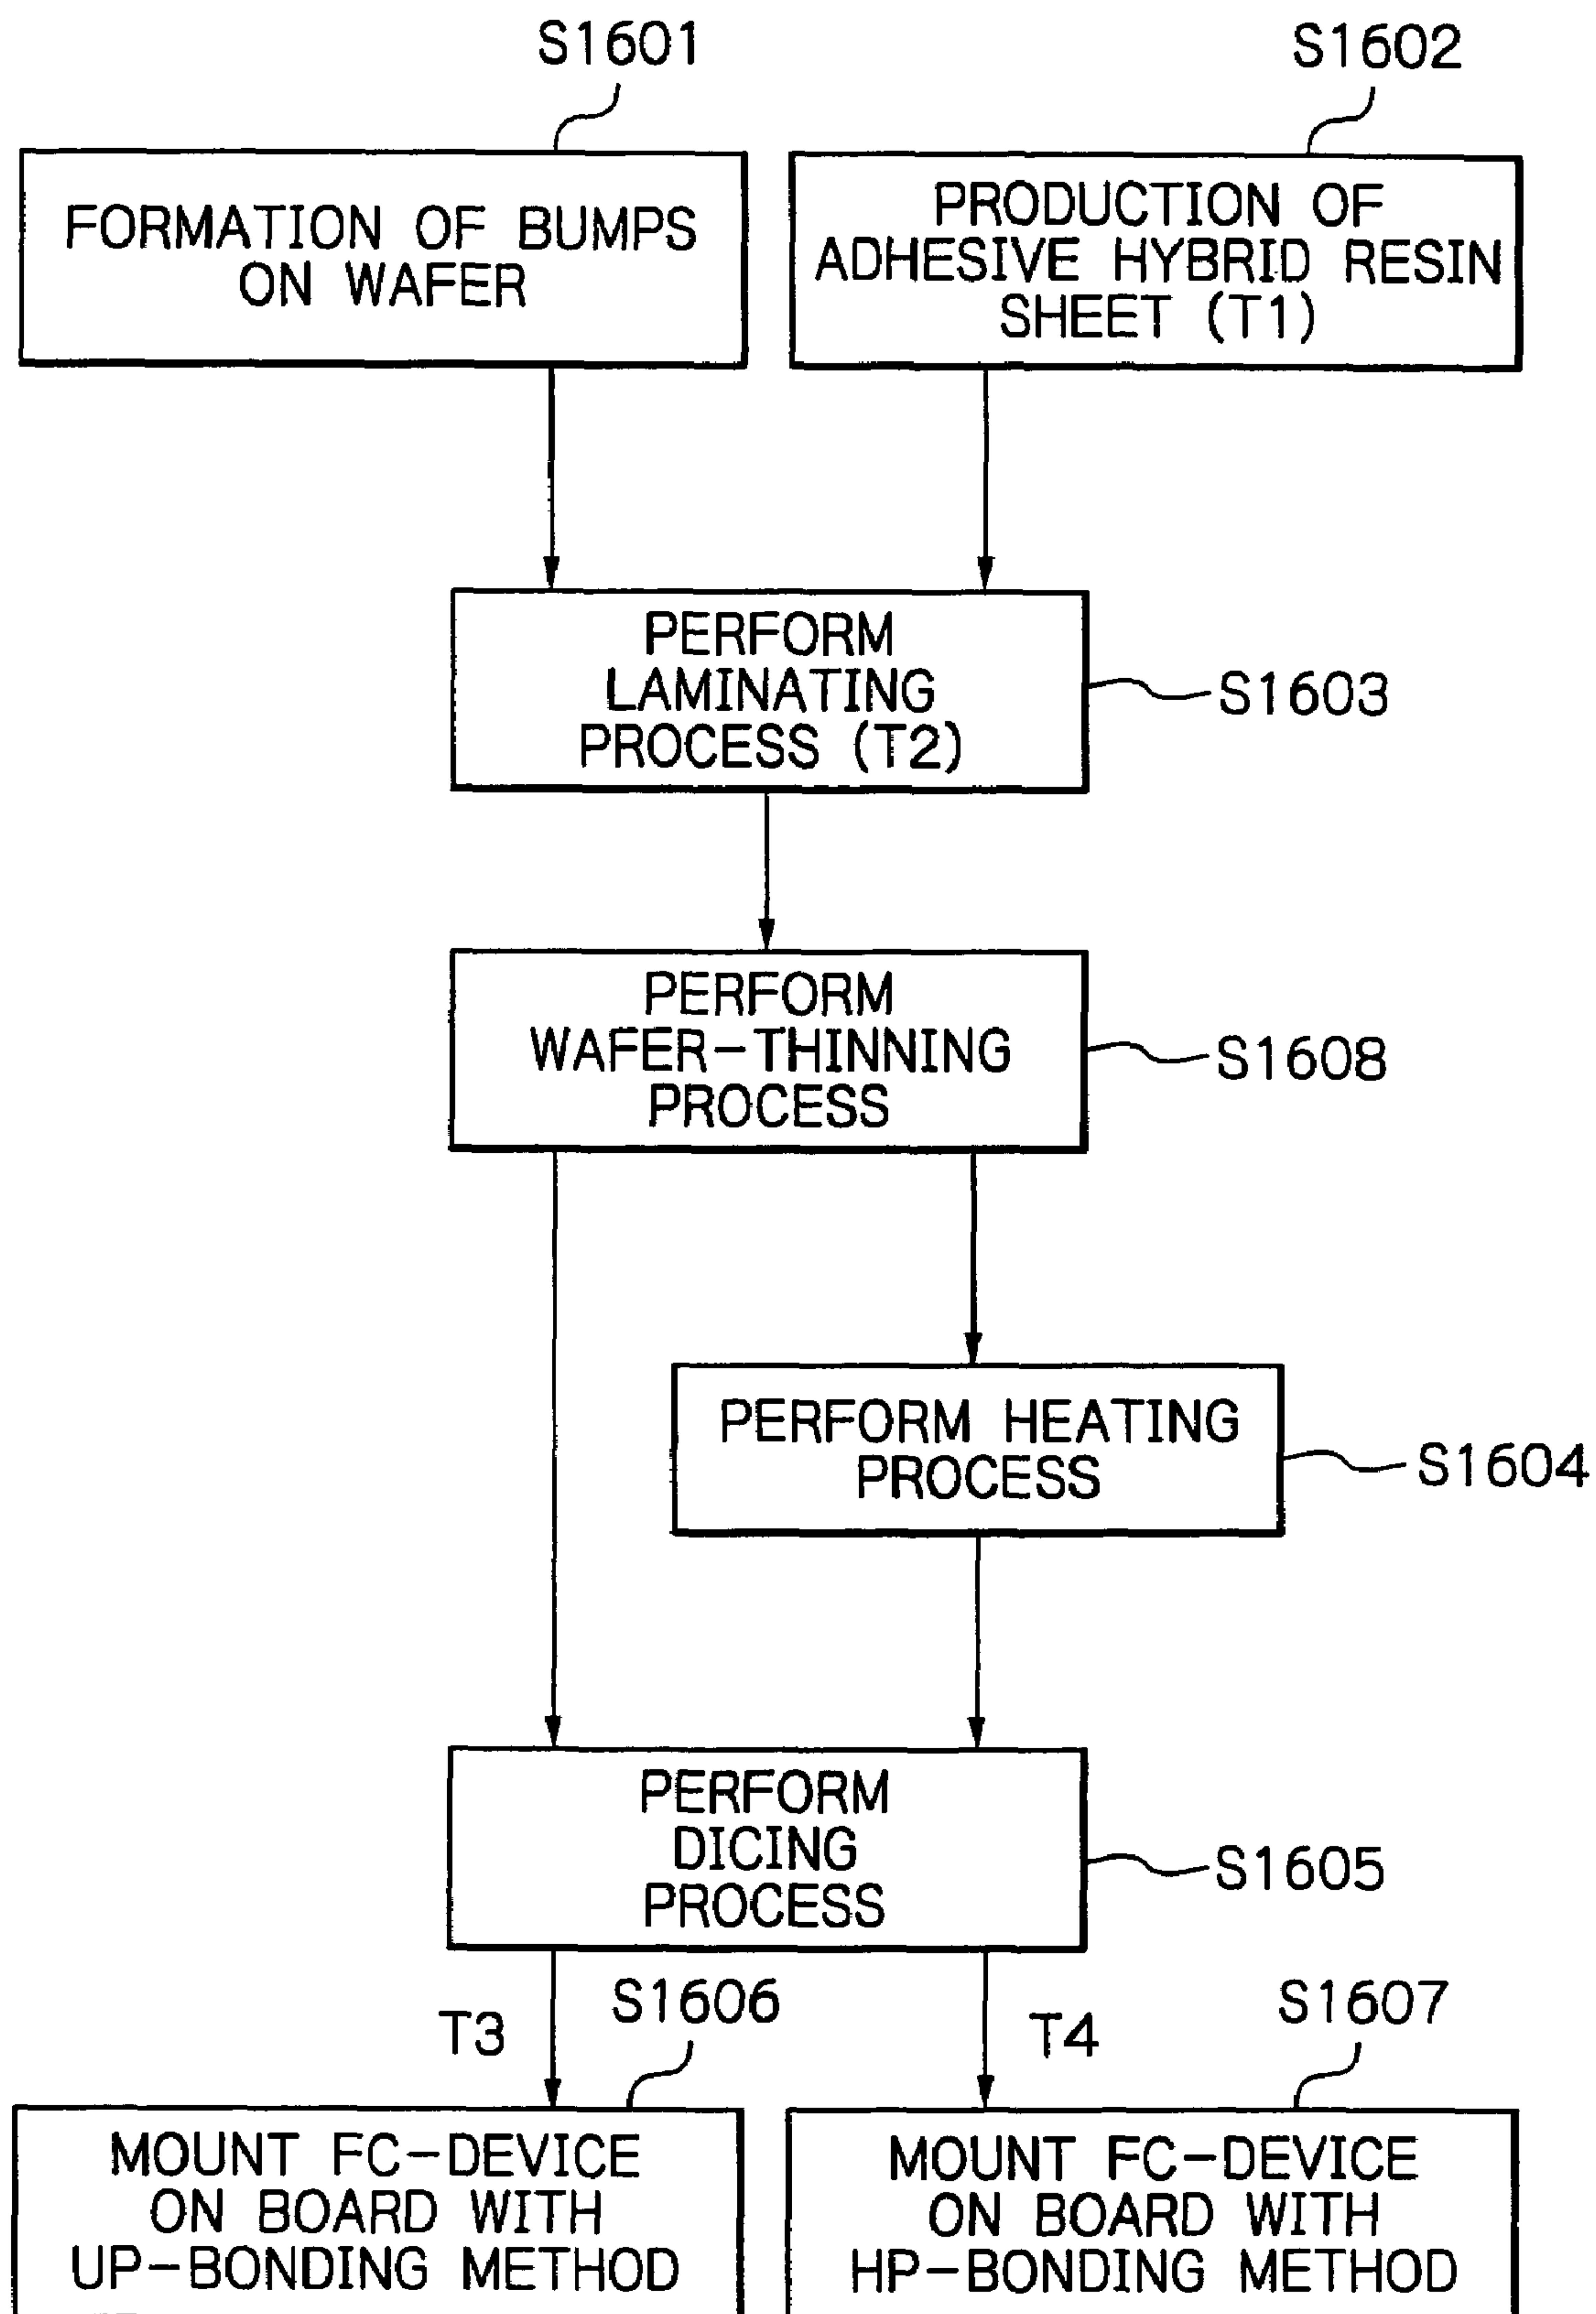 S1601
S1602
FORMATION OF BUMPS
ON WAFER
PRODUCTION OF
ADHESIVE HYBRID RESIN
SHEET (T1)
PERFORM
LAMINATING
PROCESS (T2)
S1603
PERFORM
WAFER-THINNING
PROCESS
S1608
PERFORM HEATING
PROCESS
S1604
PERFORM
DICING
PROCESS
S1605
T3
S1606
T4
S1607
MOUNT FC-DEVICE
ON BOARD WITH
UP-BONDING METHOD
MOUNT FC-DEVICE
ON BOARD WITH
HP-BONDING METHOD